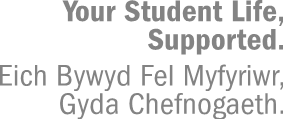 Your Student Life,
Supported.
Eich Bywyd Fel Myfyriwr,
Gyda Chefnogaeth.